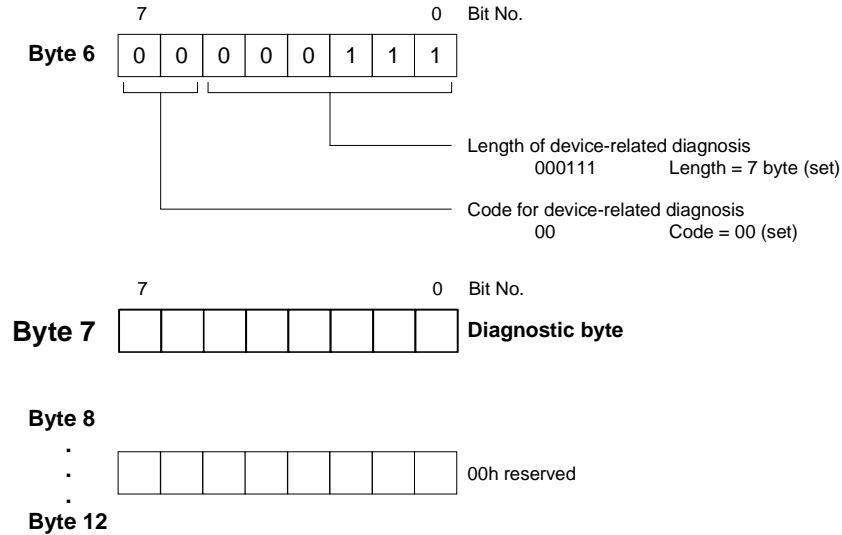 7 0 Bit No.
Byte 6 0 0 0 0 0 1 1 1
Length of device-related diagnosis
000111 Length = 7 byte (set)
Code for device-related diagnosis
00 Code = 00 (set)
7 0 Bit No.
Byte 7 Diagnostic byte
Byte 8
.
. 00h reserved
.
Byte 12